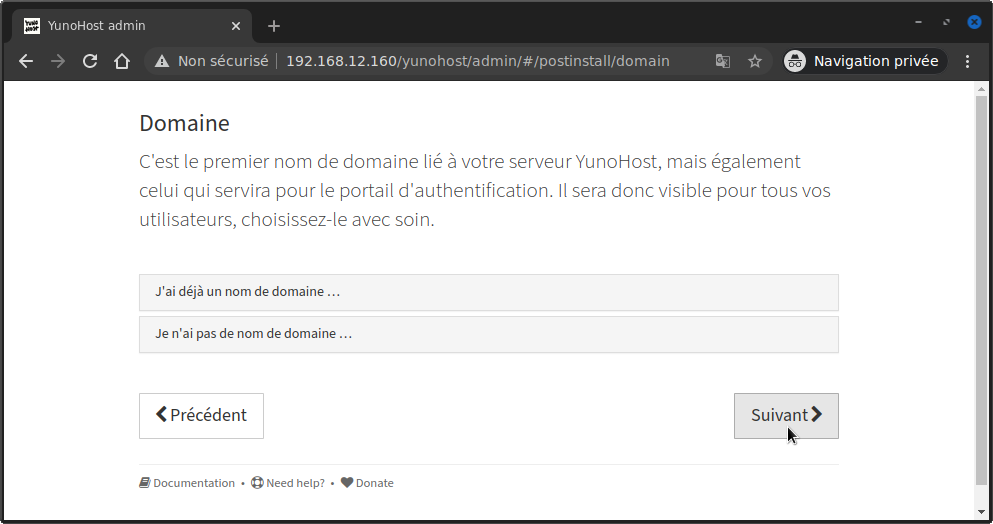 YunoHost admin
Non sécurisé
192.168.12.160/yunohost/admin/#/postinstall/domain
Navigation privée
Domaine
C'est le premier nom de domaine lié à votre serveur YunoHost, mais également
celui qui servira pour le portail d'authentification. Il sera donc visible pour tous vos
utilisateurs, choisissez-le avec soin.
J'ai déjà un nom de domaine …
Je n'ai pas de nom de domaine …
Précédent
Suivant
Documentation • Need help? • Donate